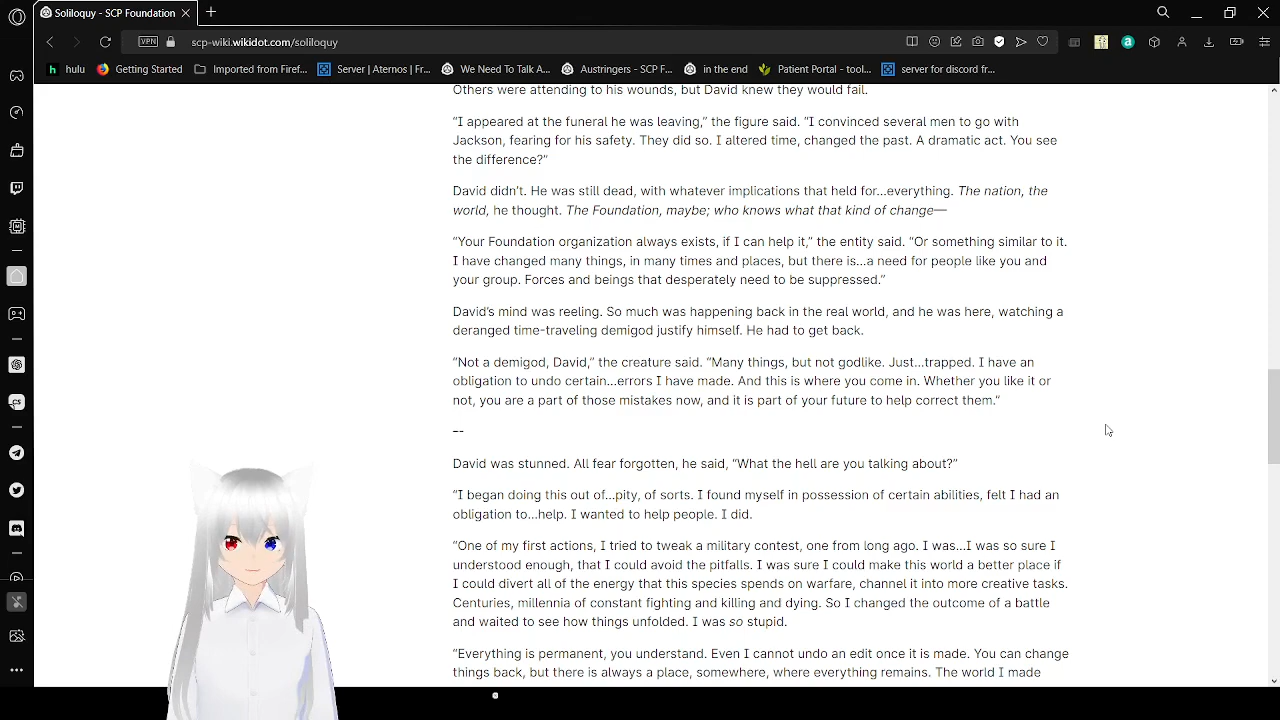 Soliloquy - SCP Foundation
VPN
scp-wiki.wikidot.com/soliloquy
hulu
Getting Started
Imported from Firef...
Server | Aternos | Fr...
We Need To Talk A...
Austringers - SCP F...
in the end
Patient Portal - tool...
server for discord fr...
Others were attending to his wounds, but David knew they would fail.
“I appeared at the funeral he was leaving,” the figure said. “I convinced several men to go with
Jackson, fearing for his safety. They did so. I altered time, changed the past. A dramatic act. You see
the difference?”
David didn’t. He was still dead, with whatever implications that held for…everything. The nation, the
world, he thought. The Foundation, maybe; who knows what that kind of change—
“Your Foundation organization always exists, if I can help it,” the entity said. “Or something similar to it.
I have changed many things, in many times and places, but there is…a need for people like you and
your group. Forces and beings that desperately need to be suppressed.”
David’s mind was reeling. So much was happening back in the real world, and he was here, watching a
deranged time-traveling demigod justify himself. He had to get back.
“Not a demigod, David,” the creature said. “Many things, but not godlike. Just…trapped. I have an
obligation to undo certain…errors I have made. And this is where you come in. Whether you like it or
not, you are a part of those mistakes now, and it is part of your future to help correct them.”
--
David was stunned. All fear forgotten, he said, “What the hell are you talking about?”
“I began doing this out of…pity, of sorts. I found myself in possession of certain abilities, felt I had an
obligation to…help. I wanted to help people. I did.
“One of my first actions, I tried to tweak a military contest, one from long ago. I was…I was so sure I
understood enough, that I could avoid the pitfalls. I was sure I could make this world a better place if
I could divert all of the energy that this species spends on warfare, channel it into more creative tasks.
Centuries, millennia of constant fighting and killing and dying. So I changed the outcome of a battle
and waited to see how things unfolded. I was so stupid.
“Everything is permanent, you understand. Even I cannot undo an edit once it is made. You can change
things back, but there is always a place, somewhere, where everything remains. The world I made